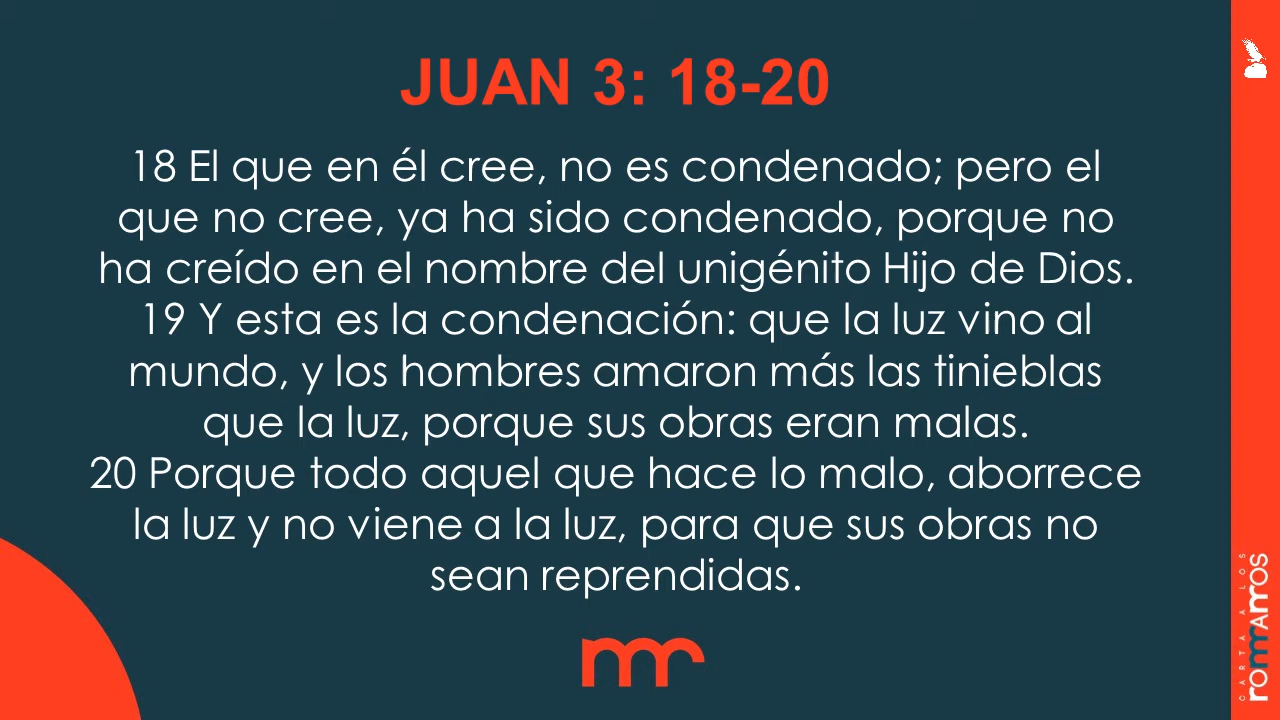 JUAN 3: 18-20
18 El que en él cree, no es condenado; pero el
que no cree, ya ha sido condenado, porque no
ha creído en el nombre del unigénito Hijo de Dios.
19 Y esta es la condenación: que la luz vino al
mundo, y los hombres amaron más las tinieblas
que la luz, porque sus obras eran malas.
20 Porque todo aquel que hace lo malo, aborrece
la luz y no viene a la luz, para que sus obras no
sean reprendidas.
CARTA A LOS